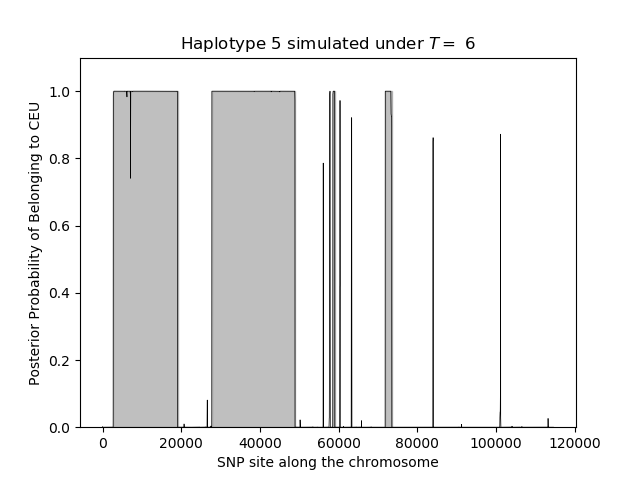 Haplotype 5 simulated under T = 6
Posterior Probability of Belonging to CEU
1.0
0.8
0.6
0.4
0.2
0.0
0 20000 40000 60000 80000 100000 120000
SNP site along the chromosome